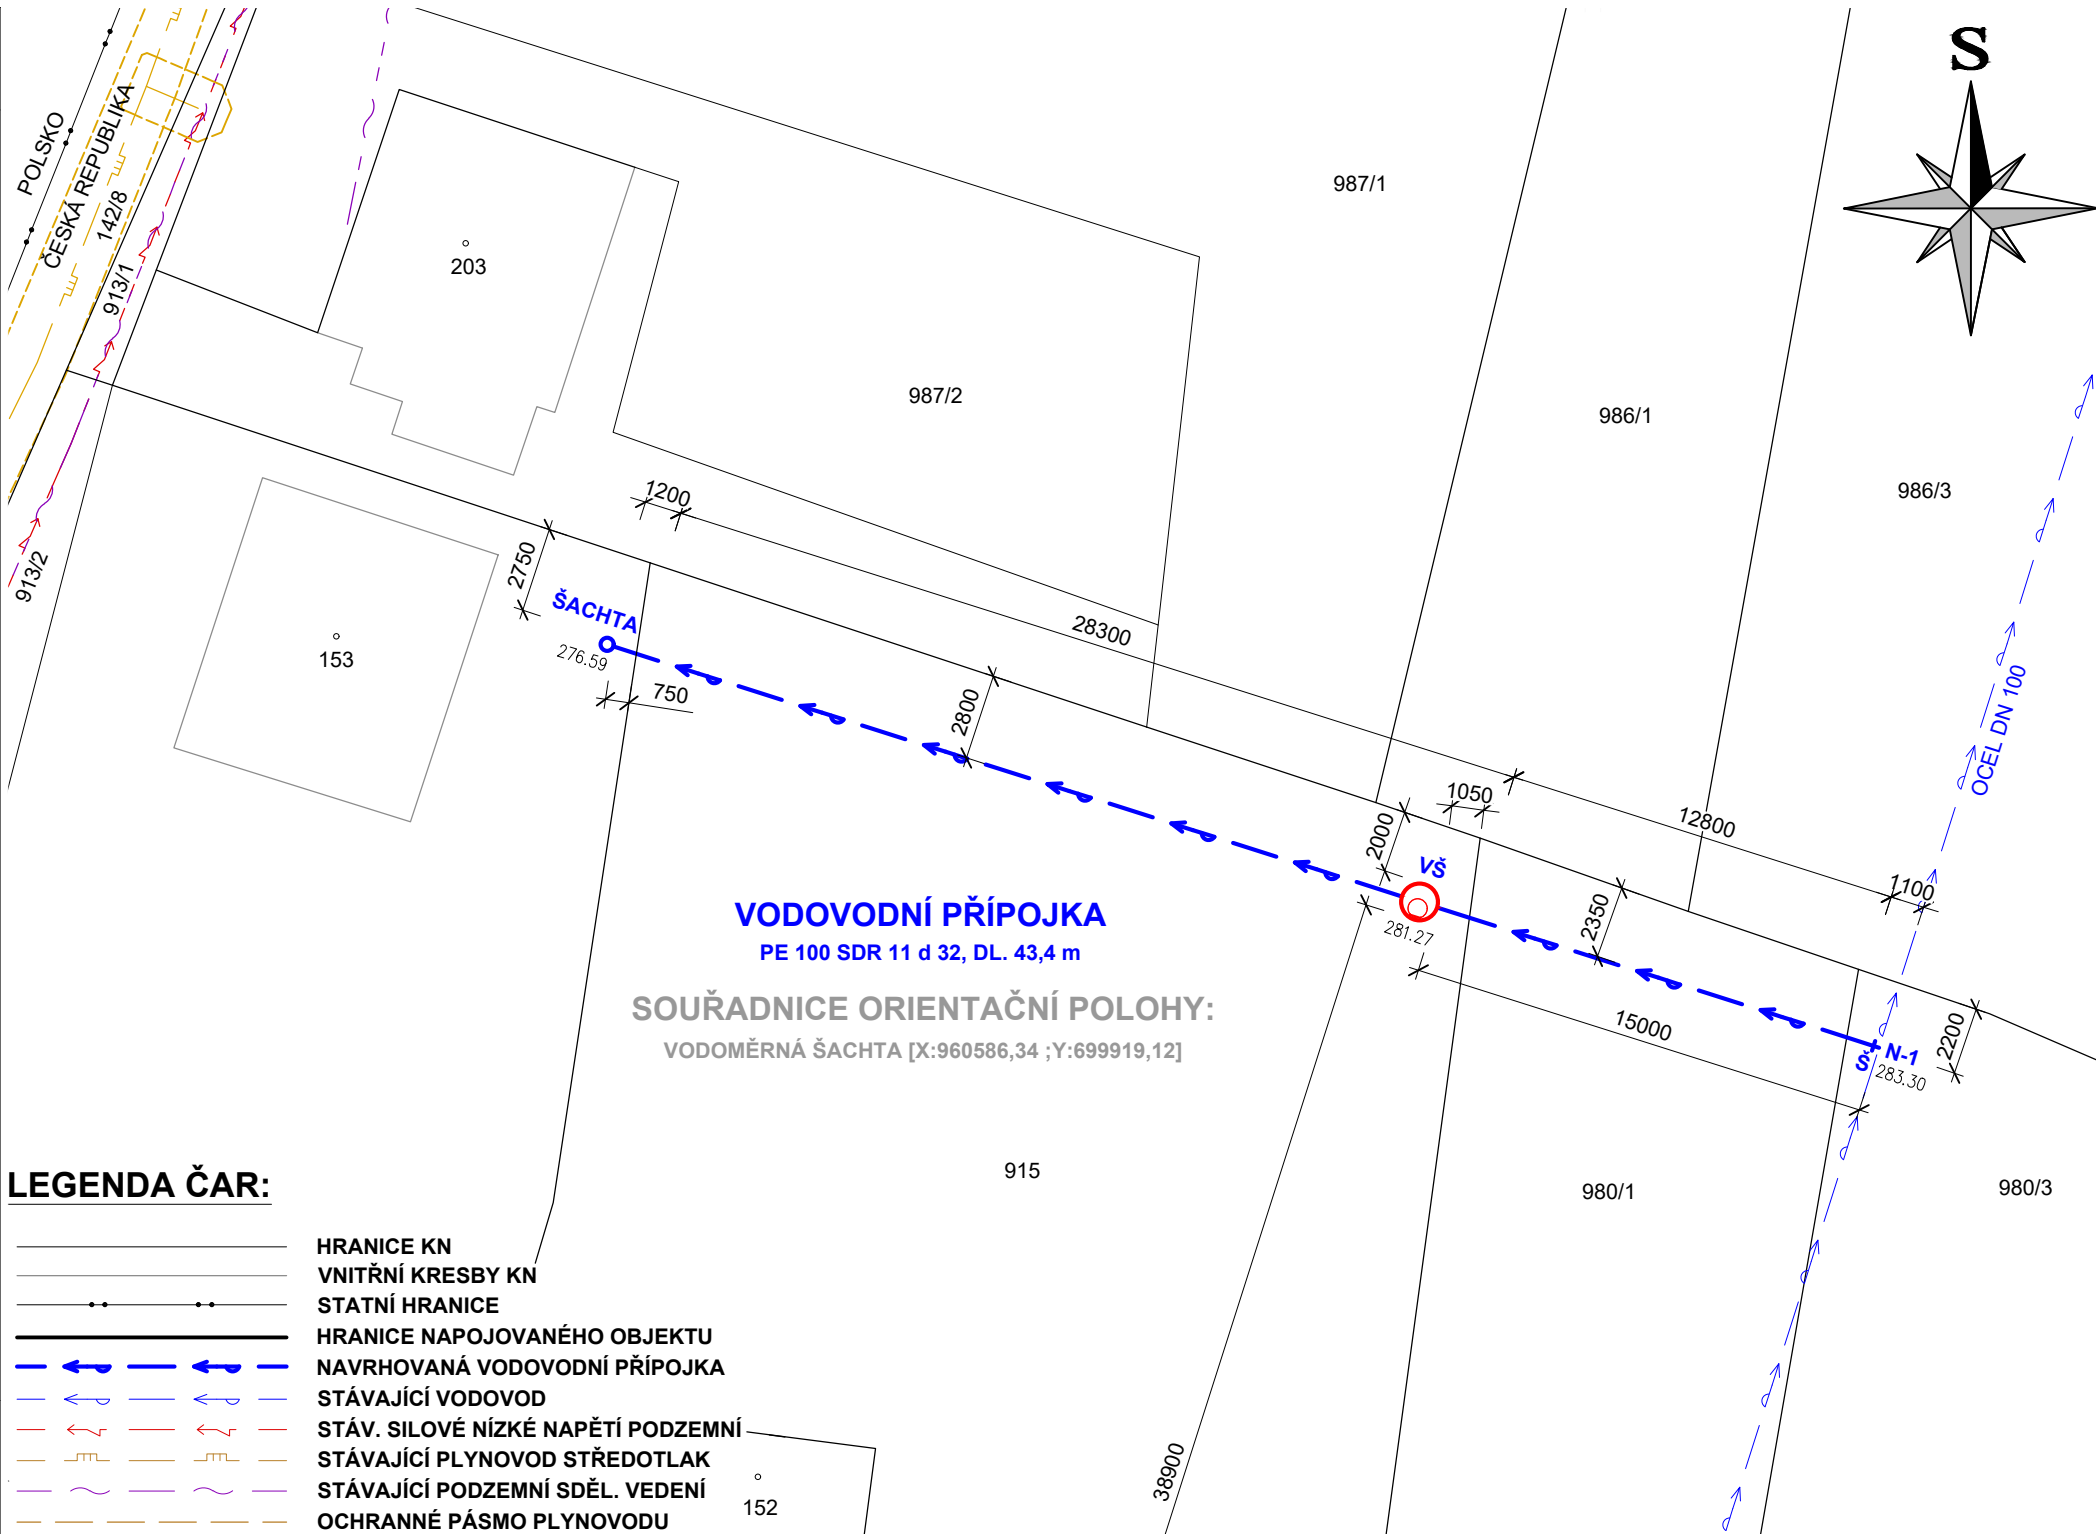 S
POLSKO
ČESKÁ REPUBLIKA
142/8
913/1
913/2
203
987/1
987/2
986/1
986/3
1200
2750
ŠACHTA
276.59
750
153
28300
2800
OCEL DN 100
1050
2000
VŠ
281.27
12800
1100
2350
15000
2200
N-1
Š
283.30
VODOVODNÍ PŘÍPOJKA
PE 100 SDR 11 d 32, DL. 43,4 m
SOUŘADNICE ORIENTAČNÍ POLOHY:
VODOMĚRNÁ ŠACHTA [X:960586,34 ;Y:699919,12]
915
980/1
980/3
38900
152
LEGENDA ČAR:
HRANICE KN
VNITŘNÍ KRESBY KN
STATNÍ HRANICE
HRANICE NAPOJOVANÉHO OBJEKTU
NAVRHOVANÁ VODOVODNÍ PŘÍPOJKA
STÁVAJÍCÍ VODOVOD
STÁV. SILOVÉ NÍZKÉ NAPĚTÍ PODZEMNÍ
STÁVAJÍCÍ PLYNOVOD STŘEDOTLAK
STÁVAJÍCÍ PODZEMNÍ SDĚL. VEDENÍ
OCHRANNÉ PÁSMO PLYNOVODU